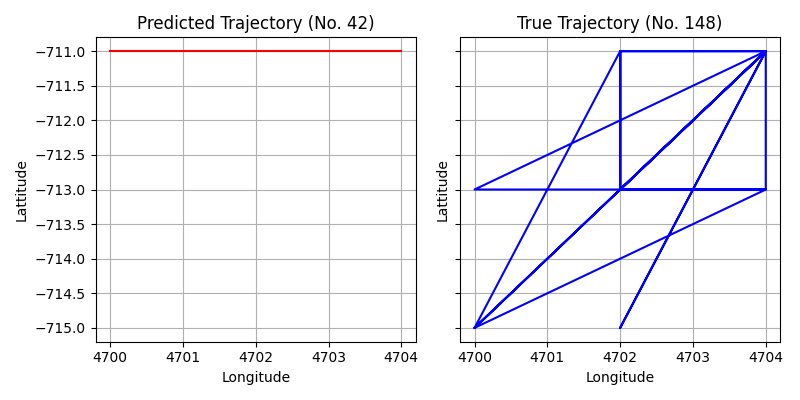 Predicted Trajectory (No. 42)
True Trajectory (No. 148)
Lattitude
−711.0
−711.5
−712.0
−712.5
−713.0
−713.5
−714.0
−714.5
−715.0
4700 4701 4702 4703 4704
Longitude
Lattitude
4700 4701 4702 4703 4704
Longitude